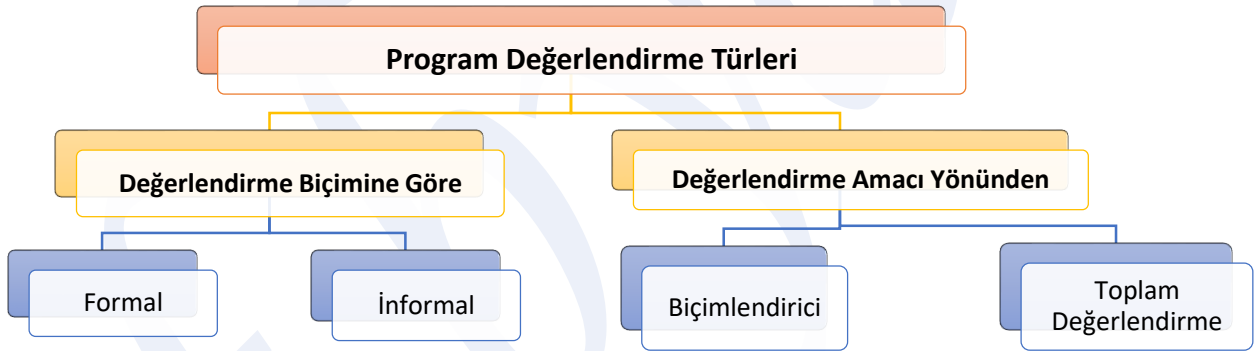 Program Değerlendirme Türleri
Değerlendirme Biçimine Göre
Değerlendirme Amacı Yönünden
Formal
İnformal
Biçimlendirici
Toplam
Değerlendirme